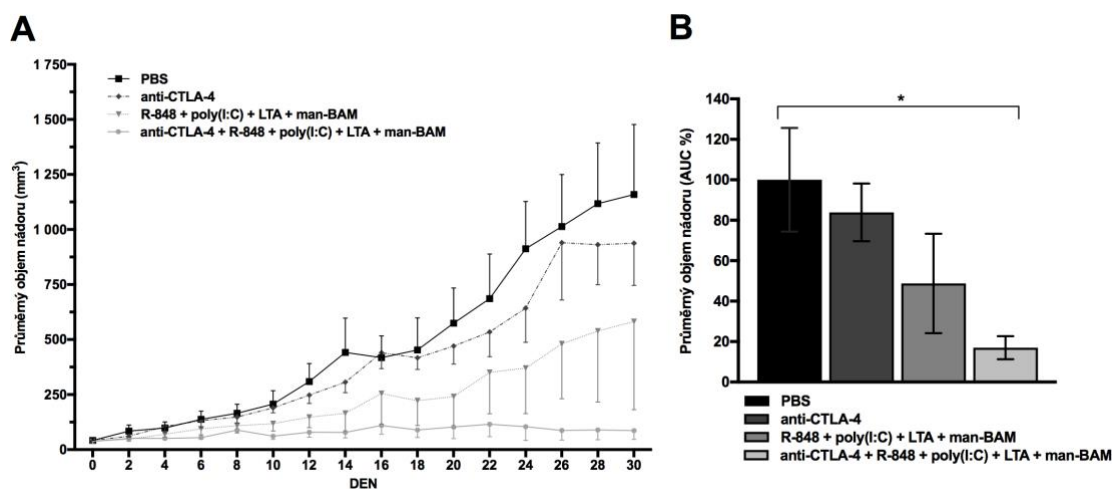 A
1 750
1 500
1 250
1 000
750
500
250
0
Průměrný objem nádoru (mm³)
PBS
anti-CTLA-4
R-848 + poly(I:C) + LTA + man-BAM
anti-CTLA-4 + R-848 + poly(I:C) + LTA + man-BAM
0 2 4 6 8 10 12 14 16 18 20 22 24 26 28 30
DEN
B
140
120
100
80
60
40
20
0
Průměrný objem nádoru (AUC %)
*
PBS
anti-CTLA-4
R-848 + poly(I:C) + LTA + man-BAM
anti-CTLA-4 + R-848 + poly(I:C) + LTA + man-BAM